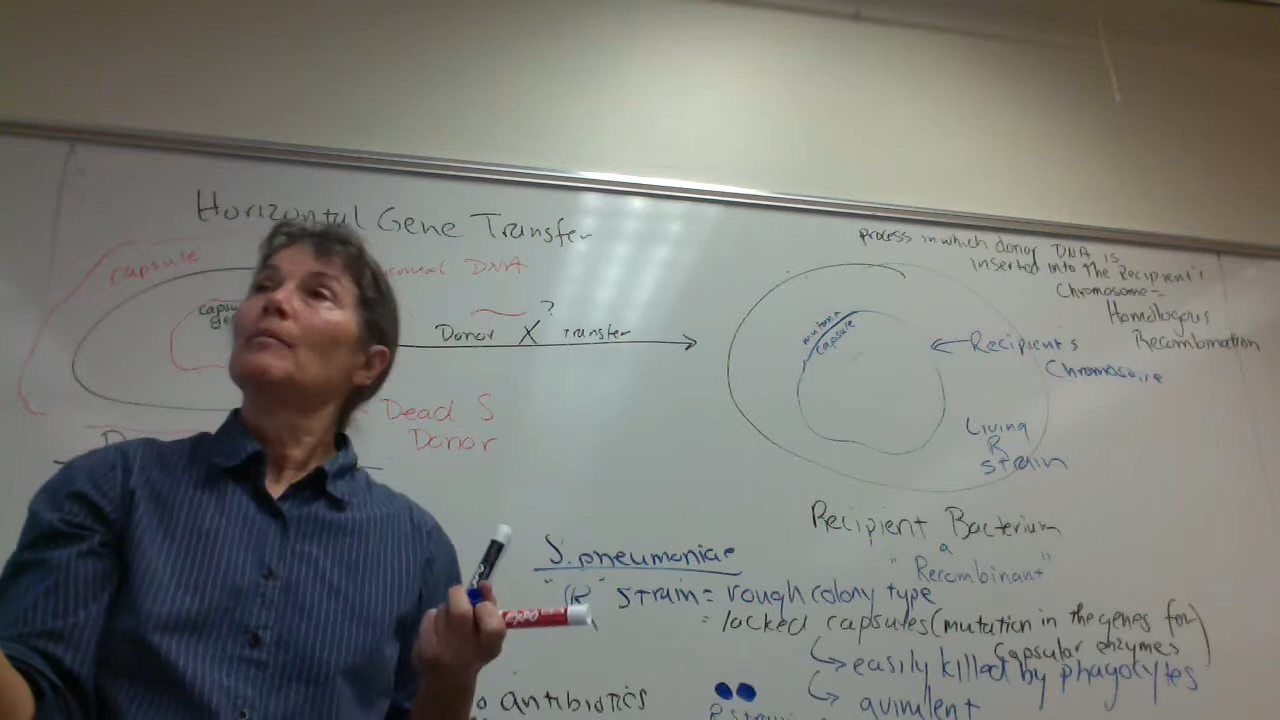 Horizontal Gene Transfer
capsule
DNA
Donor X Transfer
?
Dead S
Donor
process in which donor DNA is
inserted into the Recipient's
Chromosome =
Homologous
Recombination
capsule
← Recipient's
Living
R
strain
Recipient Bacterium
a
"Recombinant"
S. pneumoniae
"R" strain = rough colony type
= lacked capsules (mutation in the genes for)
capsular enzymes
↳ easily killed by phagocytes
↳ avirulent
antibiotics